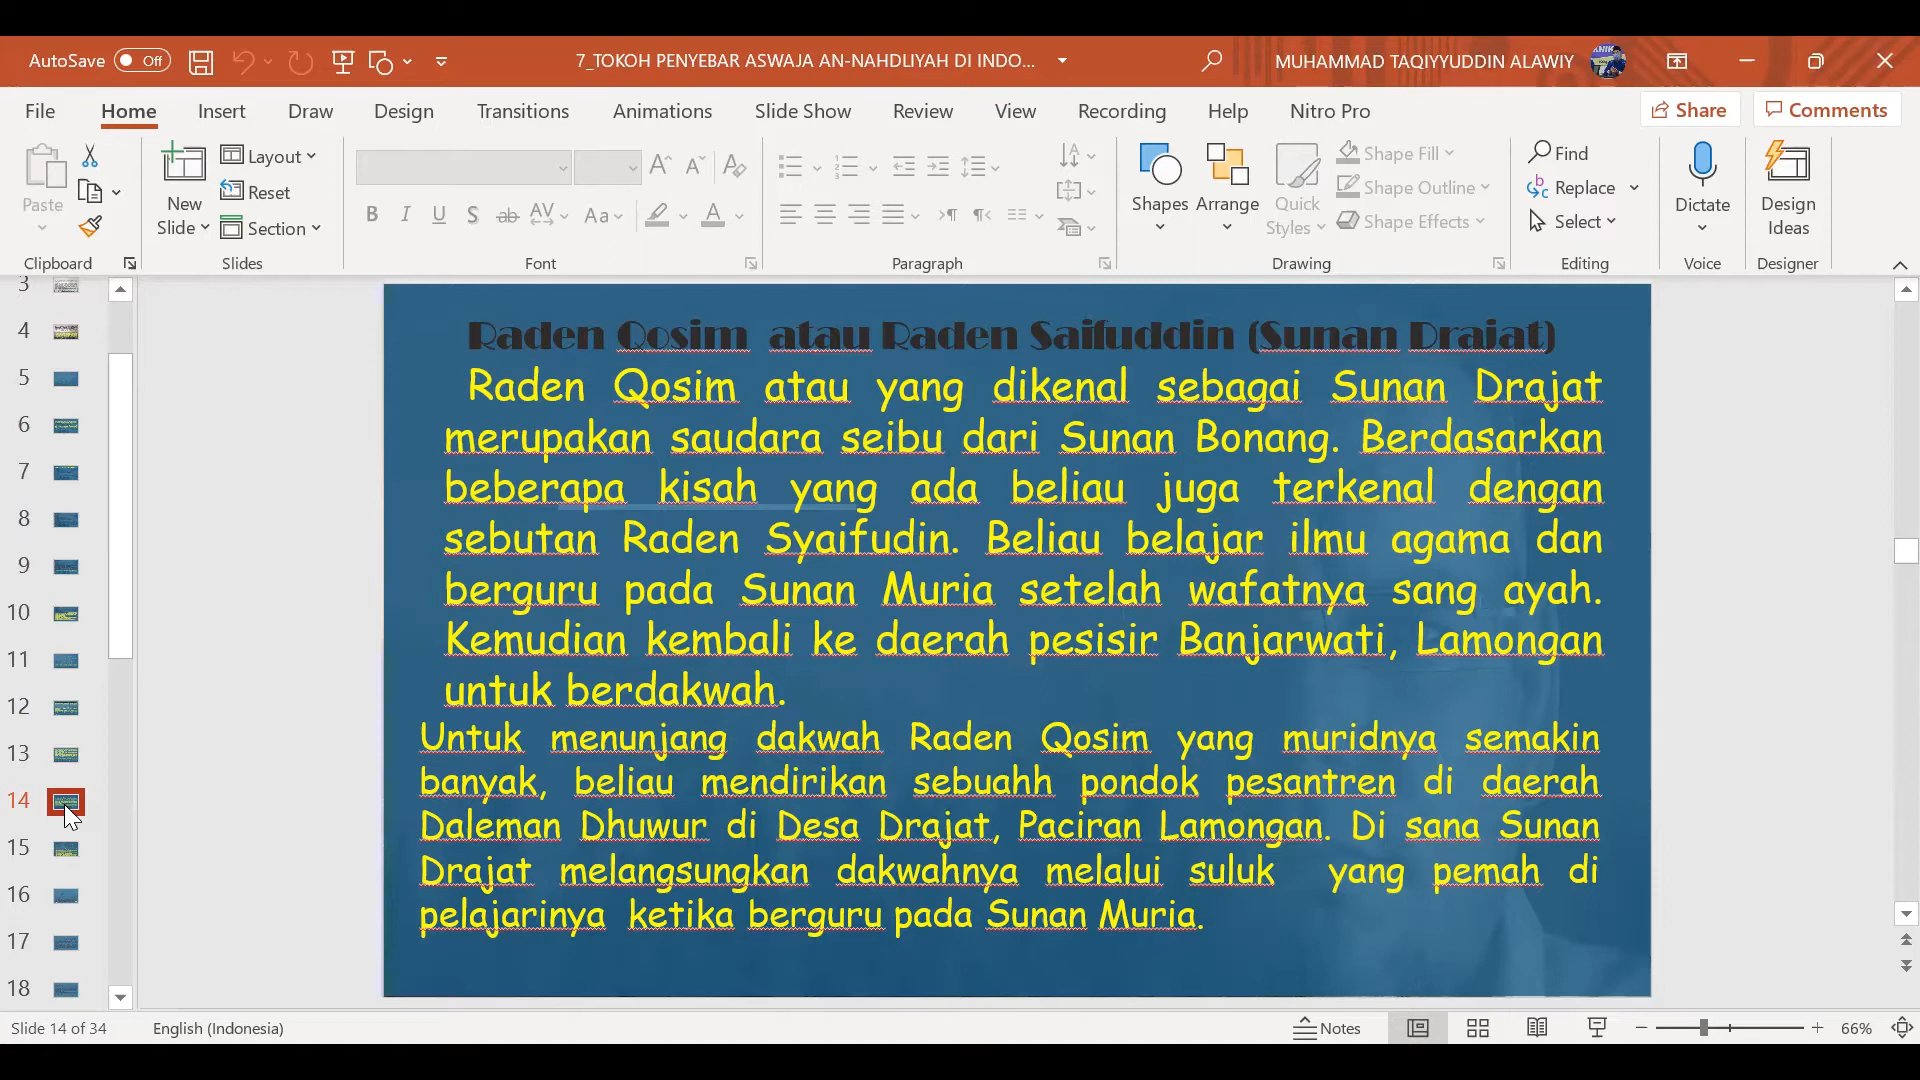 AutoSave Off 7_TOKOH PENYEBAR ASWAJA AN-NAHDLIYAH DI INDO... MUHAMMAD TAQIYYUDDIN ALAWIY
File Home Insert Draw Design Transitions Animations Slide Show Review View Recording Help Nitro Pro Share Comments
Paste
New
Slide
Layout
Reset
Section
Shapes Arrange Quick
Styles
Shape Fill
Shape Outline
Shape Effects
Find
Replace
Select
Dictate
Design
Ideas
Clipboard Slides Font Paragraph Drawing Editing Voice Designer
3
4
5
6
7
8
9
10
11
12
13
14
15
16
17
18
Raden Qosim atau Raden Saifuddin (Sunan Drajat)
Raden Qosim atau yang dikenal sebagai Sunan Drajat
merupakan saudara seibu dari Sunan Bonang. Berdasarkan
beberapa kisah yang ada beliau juga terkenal dengan
sebutan Raden Syaifudin. Beliau belajar ilmu agama dan
berguru pada Sunan Muria setelah wafatnya sang ayah.
Kemudian kembali ke daerah pesisir Banjarwati, Lamongan
untuk berdakwah.
Untuk menunjang dakwah Raden Qosim yang muridnya semakin
banyak, beliau mendirikan sebuahh pondok pesantren di daerah
Daleman Dhuwur di Desa Drajat, Paciran Lamongan. Di sana Sunan
Drajat melangsungkan dakwahnya melalui suluk yang pemah di
pelajarinya ketika berguru pada Sunan Muria.
Slide 14 of 34 English (Indonesia) Notes 66%